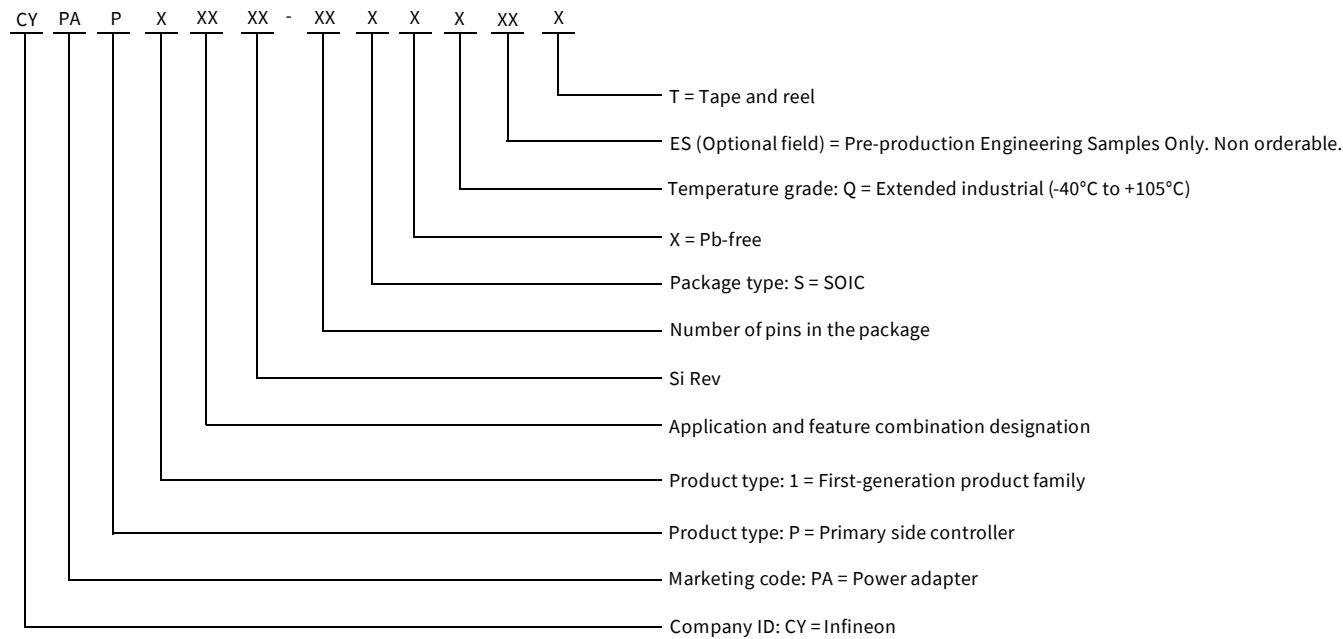 CY PA P X XX XX - XX X X X XX X
T = Tape and reel
ES (Optional field) = Pre-production Engineering Samples Only. Non orderable.
Temperature grade: Q = Extended industrial (-40°C to +105°C)
X = Pb-free
Package type: S = SOIC
Number of pins in the package
Si Rev
Application and feature combination designation
Product type: 1 = First-generation product family
Product type: P = Primary side controller
Marketing code: PA = Power adapter
Company ID: CY = Infineon